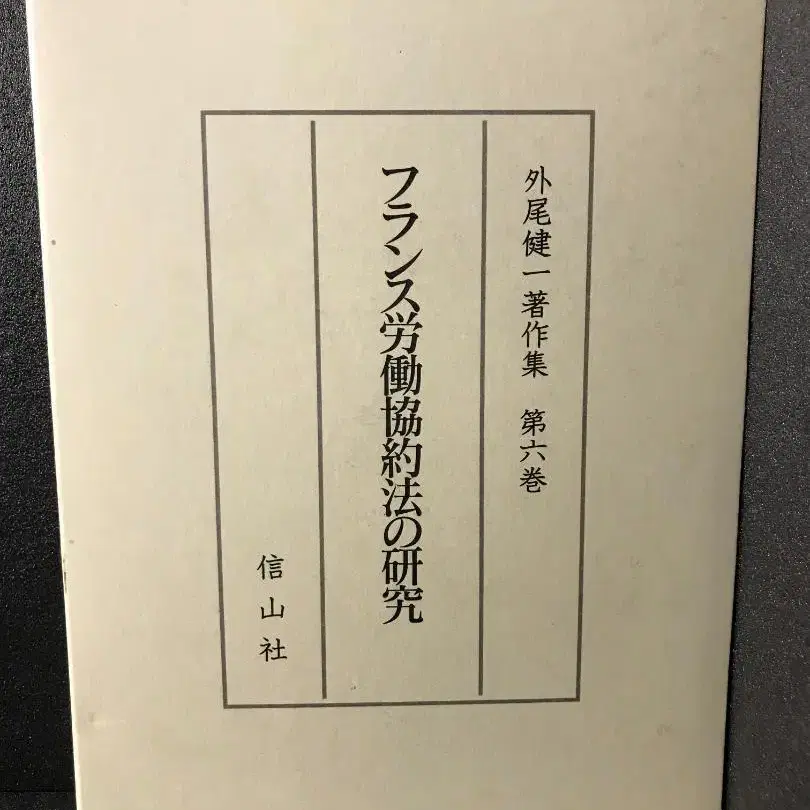 外尾健一著作集　第六巻
フランス労働協約法の研究
信山社